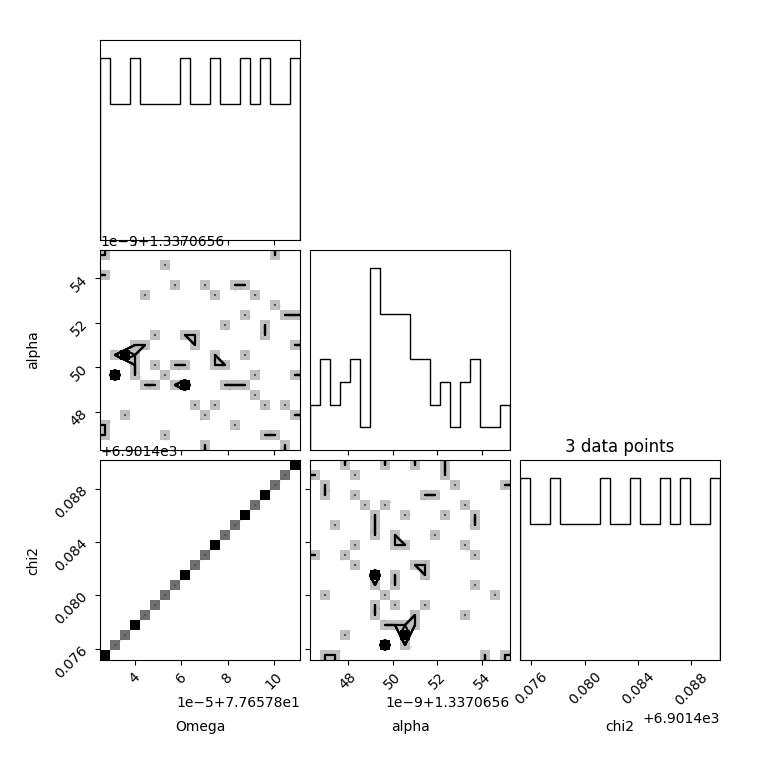 1e−9+1.3370656
54
52
50
48
alpha
+6.9014e3
3 data points
0.088
0.084
0.080
0.076
chi2
4
6
8
10
1e−5+7.76578e1
Omega
48
50
52
54
1e−9+1.3370656
alpha
0.076
0.080
0.084
0.088
+6.9014e3
chi2